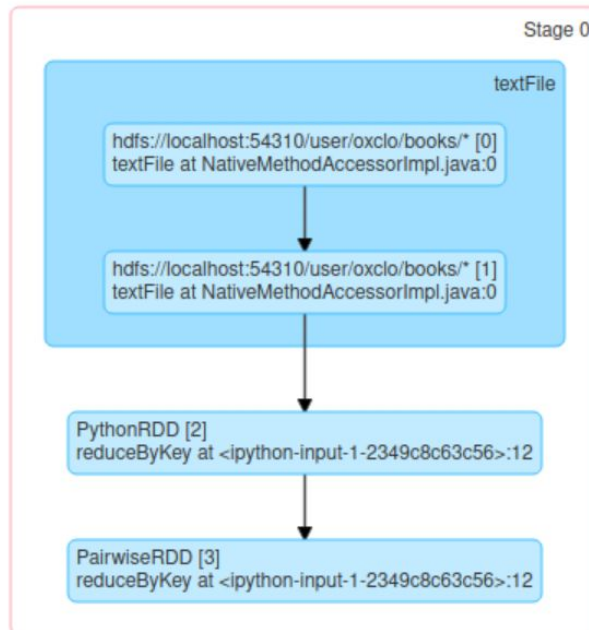 Stage 0
textFile
hdfs://localhost:54310/user/oxclo/books/* [0]
textFile at NativeMethodAccessorImpl.java:0
hdfs://localhost:54310/user/oxclo/books/* [1]
textFile at NativeMethodAccessorImpl.java:0
PythonRDD [2]
reduceByKey at <ipython-input-1-2349c8c63c56>:12
PairwiseRDD [3]
reduceByKey at <ipython-input-1-2349c8c63c56>:12